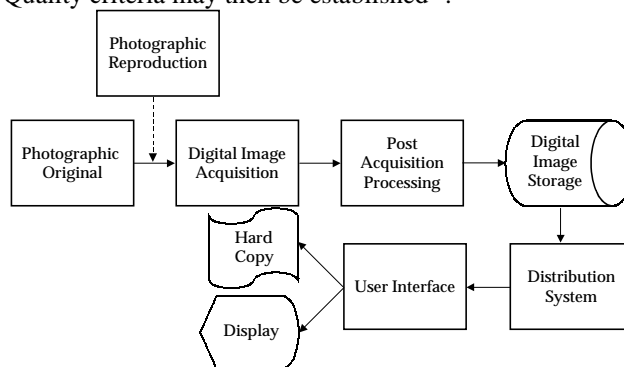 Quality criteria may then be established
Photographic
Reproduction
Photographic
Original
Digital Image
Acquisition
Post
Acquisition
Processing
Digital
Image
Storage
Hard
Copy
User Interface
Distribution
System
Display